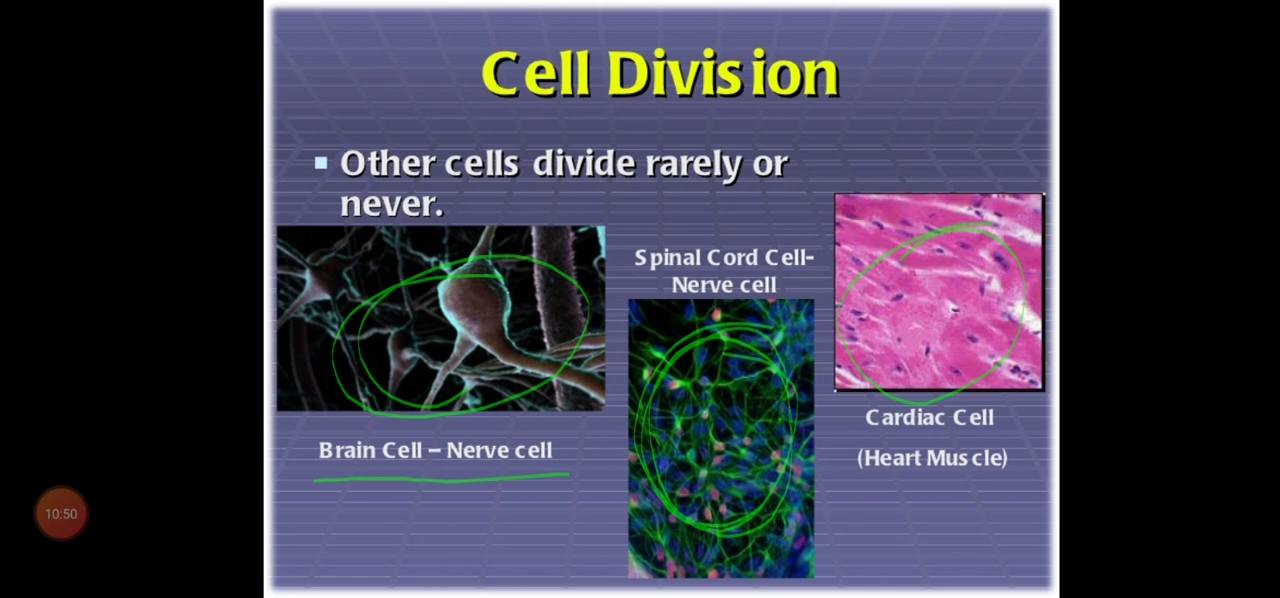 Cell Division
Other cells divide rarely or
never.
Spinal Cord Cell-
Nerve cell
Brain Cell – Nerve cell
Cardiac Cell
(Heart Muscle)
10:50